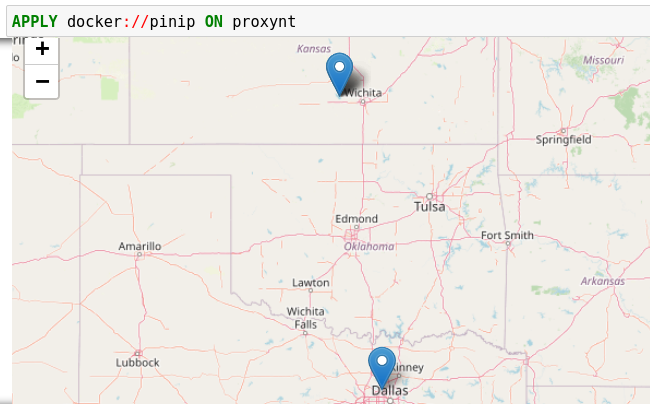 APPLY docker://pinip ON proxynt
+
−
Kansas
Missouri
Wichita
Springfield
Tulsa
Edmond
Oklahoma
Fort Smith
Amarillo
Arkansas
Lawton
Wichita
Falls
Lubbock
Dallas